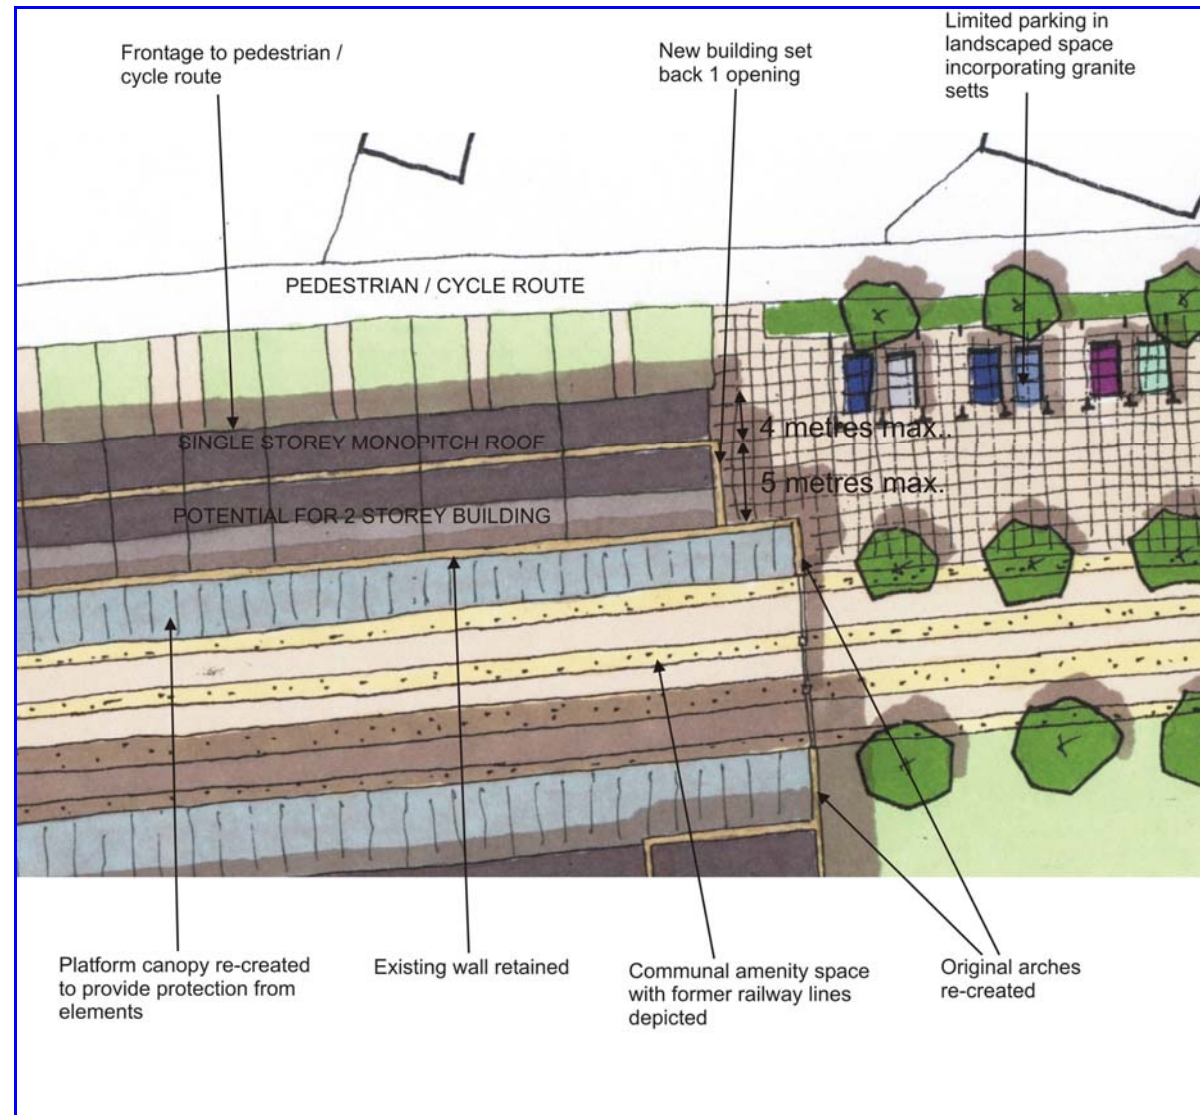 Frontage to pedestrian /
cycle route
New building set
back 1 opening
Limited parking in
landscaped space
incorporating granite
setts
PEDESTRIAN / CYCLE ROUTE
SINGLE STOREY MONOPITCH ROOF
4 metres max..
5 metres max.
POTENTIAL FOR 2 STOREY BUILDING
Platform canopy re-created
to provide protection from
elements
Existing wall retained
Communal amenity space
with former railway lines
depicted
Original arches
re-created